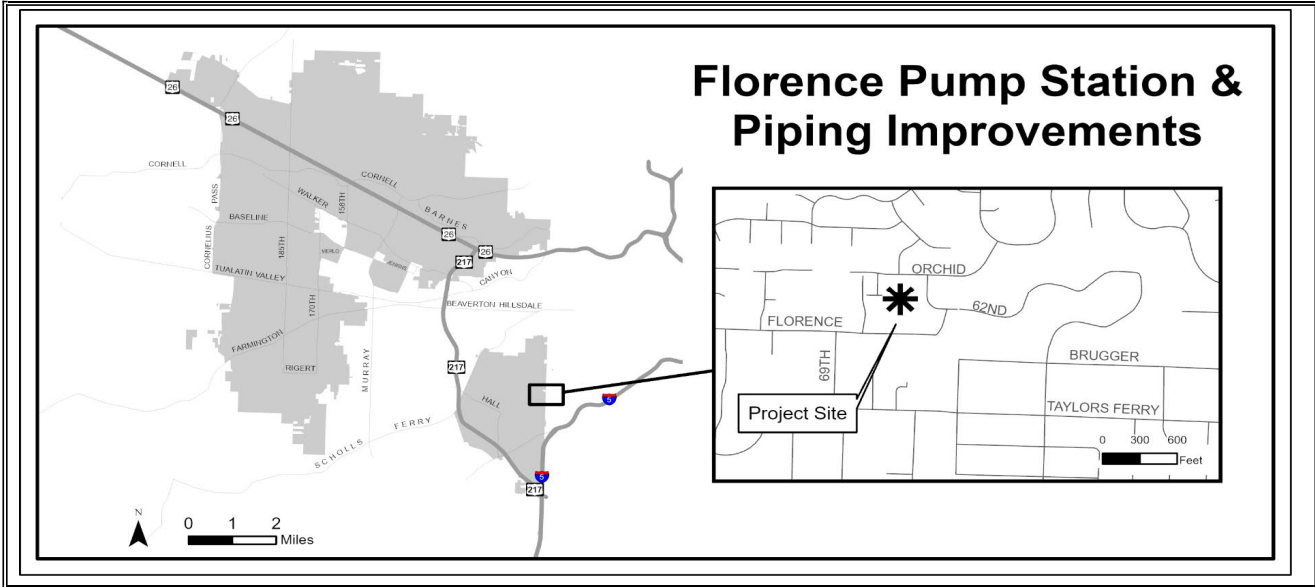 Florence Pump Station &
Piping Improvements
26
26
CORNELL
CORNELL
PASS
WALKER
158TH
BARNES
BASELINE
185TH
26
26
217
MERLO
JENKINS
CORNELIUS
CANYON
TUALATIN VALLEY
170TH
BEAVERTON HILLSDALE
FARMINGTON
RIGERT
MURRAY
217
HALL
5
SCHOLLS FERRY
5
217
N
0 1 2
Miles
ORCHID
62ND
FLORENCE
69TH
BRUGGER
Project Site
TAYLORS FERRY
0 300 600
Feet